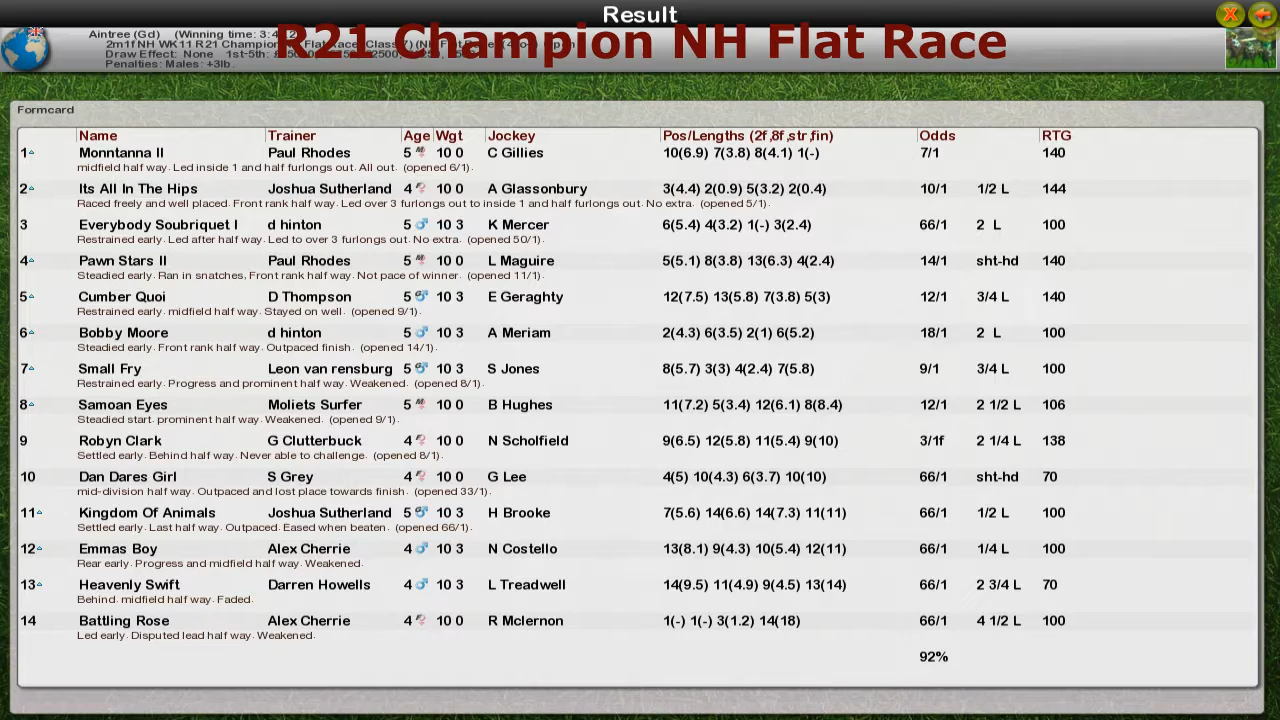 Result
R21 Champion NH Flat Race
Aintree (Gd) (Winning time: 3:4
2m1f NH WK11 R21 Champion
Draw Effect: None 1st-5th:
Penalties: Males: +3lb.
Formcard
Name Trainer Age Wgt Jockey Pos/Lengths (2f,8f,str,fin) Odds RTG
1 Monntanna II Paul Rhodes 5 10 0 C Gillies 10(6.9) 7(3.8) 8(4.1) 1(-) 7/1 140
midfield half way. Led inside 1 and half furlongs out. All out. (opened 6/1).
2 Its All In The Hips Joshua Sutherland 4 10 0 A Glassonbury 3(4.4) 2(0.9) 5(3.2) 2(0.4) 10/1 1/2 L 144
Raced freely and well placed. Front rank half way. Led over 3 furlongs out to inside 1 and half furlongs out. No extra. (opened 5/1).
3 Everybody Soubriquet I d hinton 5 10 3 K Mercer 6(5.4) 4(3.2) 1(-) 3(2.4) 66/1 2 L 100
Restrained early. Led after half way. Led to over 3 furlongs out. No extra. (opened 50/1).
4 Pawn Stars II Paul Rhodes 5 10 0 L Maguire 5(5.1) 8(3.8) 13(6.3) 4(2.4) 14/1 sht-hd 140
Steadied early. Ran in snatches, Front rank half way. Not pace of winner. (opened 11/1).
5 Cumber Quoi D Thompson 5 10 3 E Geraghty 12(7.5) 13(5.8) 7(3.8) 5(3) 12/1 3/4 L 140
Restrained early. midfield half way. Stayed on well. (opened 9/1).
6 Bobby Moore d hinton 5 10 3 A Meriam 2(4.3) 6(3.5) 2(1) 6(5.2) 18/1 2 L 100
Steadied early. Front rank half way. Outpaced finish. (opened 14/1).
7 Small Fry Leon van rensburg 5 10 3 S Jones 8(5.7) 3(3) 4(2.4) 7(5.8) 9/1 3/4 L 100
Restrained early. Progress and prominent half way. Weakened. (opened 8/1).
8 Samoan Eyes Moliets Surfer 5 10 0 B Hughes 11(7.2) 5(3.4) 12(6.1) 8(8.4) 12/1 2 1/2 L 106
Steadied start. prominent half way. Weakened. (opened 9/1).
9 Robyn Clark G Clutterbuck 4 10 0 N Scholfield 9(6.5) 12(5.8) 11(5.4) 9(10) 3/1f 2 1/4 L 138
Settled early. Behind half way. Never able to challenge. (opened 8/1).
10 Dan Dares Girl S Grey 4 10 0 G Lee 4(5) 10(4.3) 6(3.7) 10(10) 66/1 sht-hd 70
mid-division half way. Outpaced and lost place towards finish. (opened 33/1).
11 Kingdom Of Animals Joshua Sutherland 5 10 3 H Brooke 7(5.6) 14(6.6) 14(7.3) 11(11) 66/1 1/2 L 100
Settled early. Last half way. Outpaced. Eased when beaten. (opened 66/1).
12 Emmas Boy Alex Cherrie 4 10 3 N Costello 13(8.1) 9(4.3) 10(5.4) 12(11) 66/1 1/4 L 100
Rear early. Progress and midfield half way. Weakened.
13 Heavenly Swift Darren Howells 4 10 3 L Treadwell 14(9.5) 11(4.9) 9(4.5) 13(14) 66/1 2 3/4 L 70
Behind. midfield half way. Faded.
14 Battling Rose Alex Cherrie 4 10 0 R Mclernon 1(-) 1(-) 3(1.2) 14(18) 66/1 4 1/2 L 100
Led early. Disputed lead half way. Weakened.
92%